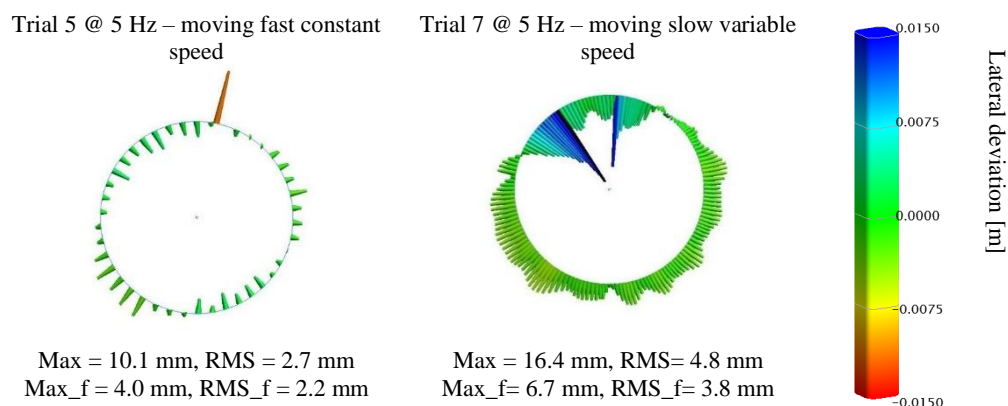 Trial 5 @ 5 Hz – moving fast constant
speed
Trial 7 @ 5 Hz – moving slow variable
speed
0.0150
0.0075
0.0000
-0.0075
-0.0150
Lateral deviation [m]
Max = 10.1 mm, RMS = 2.7 mm
Max_f = 4.0 mm, RMS_f = 2.2 mm
Max = 16.4 mm, RMS= 4.8 mm
Max_f= 6.7 mm, RMS_f= 3.8 mm